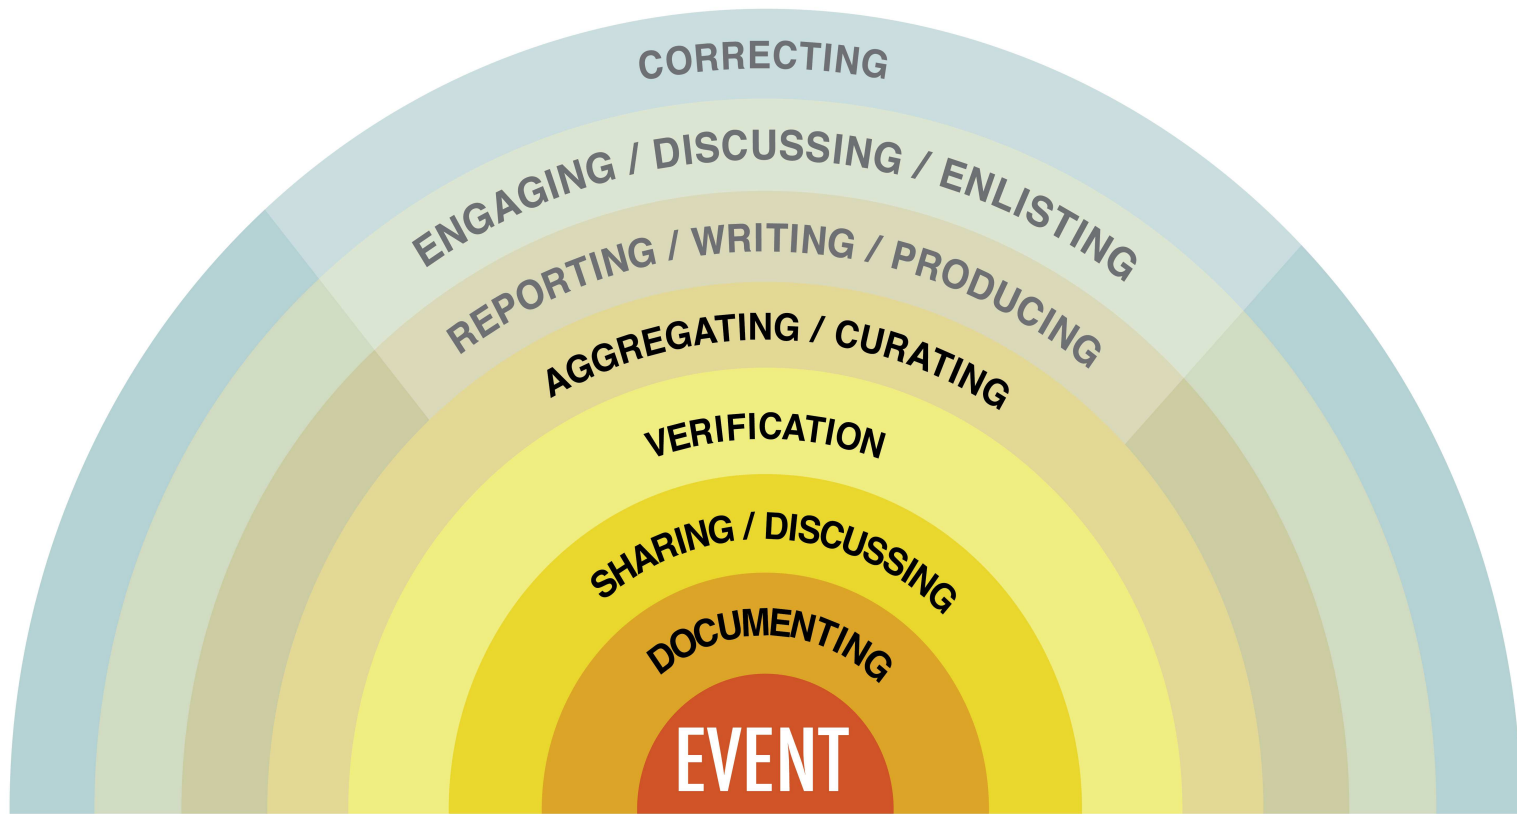 CORRECTING
ENGAGING / DISCUSSING / ENLISTING
REPORTING / WRITING / PRODUCING
AGGREGATING / CURATING
VERIFICATION
SHARING / DISCUSSING
DOCUMENTING
EVENT